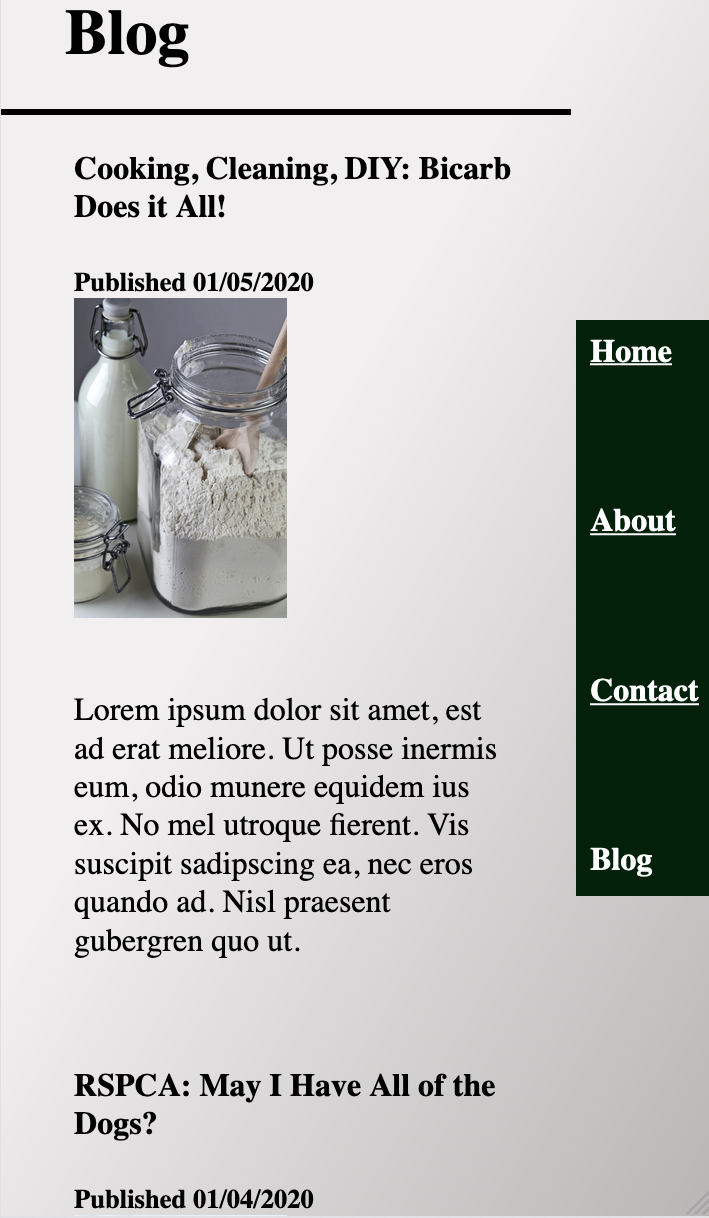 Blog
Cooking, Cleaning, DIY: Bicarb
Does it All!
Published 01/05/2020
Lorem ipsum dolor sit amet, est
ad erat meliore. Ut posse inermis
eum, odio munere equidem ius
ex. No mel utroque fierent. Vis
suscipit sadipscing ea, nec eros
quando ad. Nisl praesent
gubergren quo ut.
RSPCA: May I Have All of the
Dogs?
Published 01/04/2020
Home
About
Contact
Blog